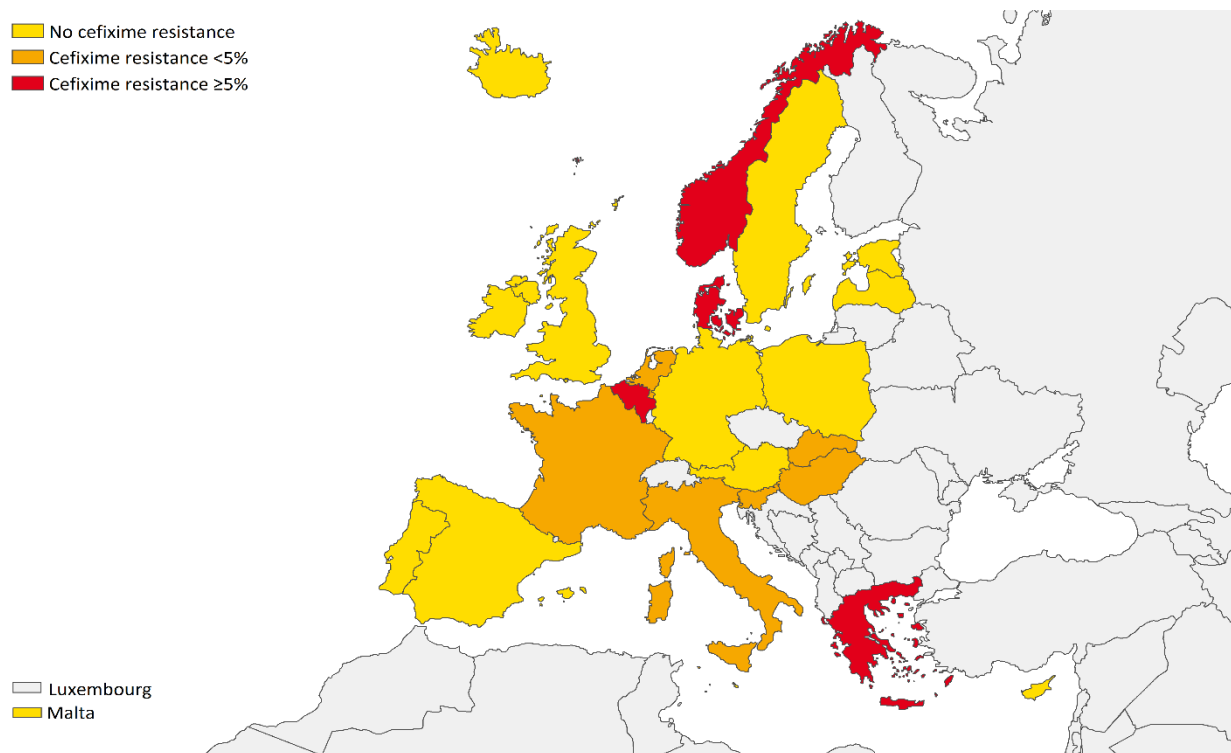 No cefixime resistance
Cefixime resistance <5%
Cefixime resistance ≥5%
Luxembourg
Malta